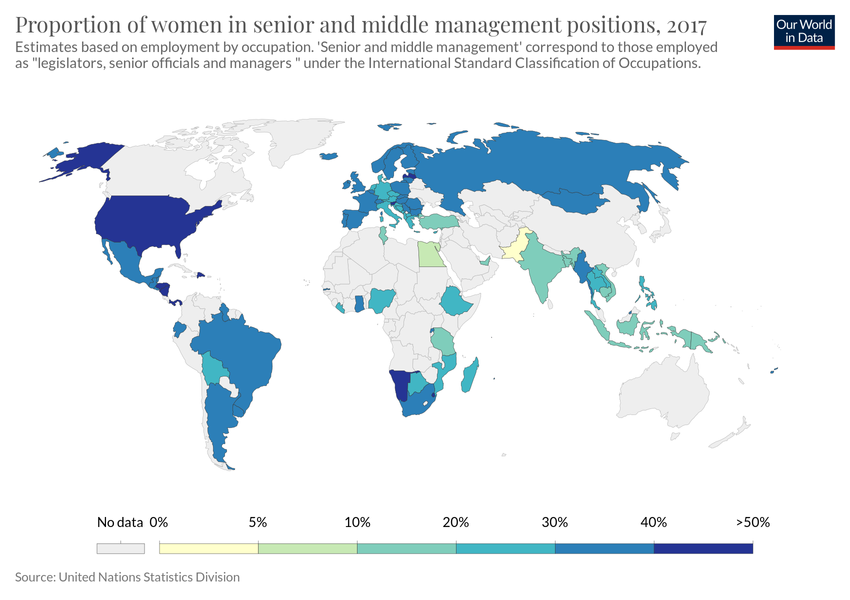 Proportion of women in senior and middle management positions, 2017
Our World
in Data
Estimates based on employment by occupation. 'Senior and middle management' correspond to those employed
as "legislators, senior officials and managers " under the International Standard Classification of Occupations.
No data 0% 5% 10% 20% 30% 40% >50%
Source: United Nations Statistics Division